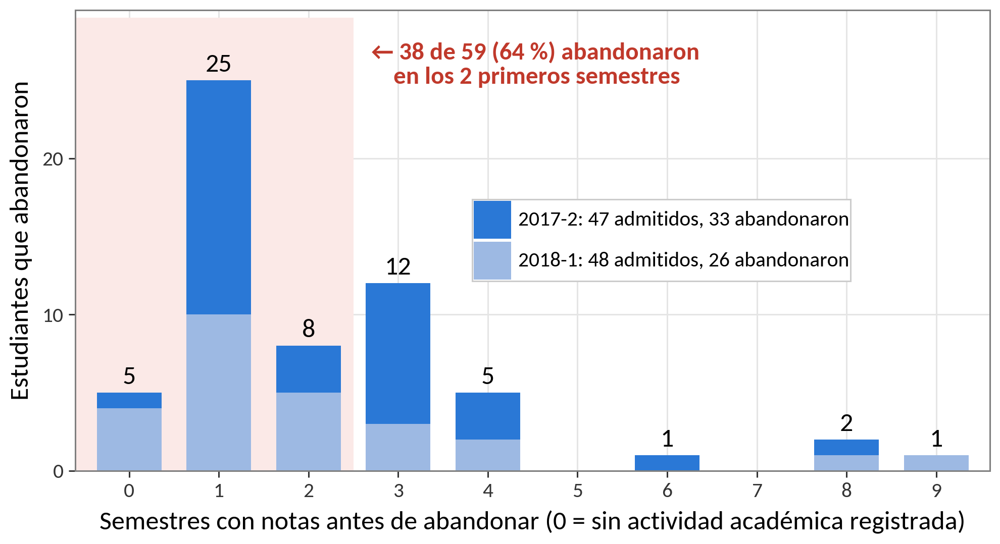 ← 38 de 59 (64 %) abandonaron
en los 2 primeros semestres
25
20
2017-2: 47 admitidos, 33 abandonaron
2018-1: 48 admitidos, 26 abandonaron
12
10
8
5
5
2
1
1
0
0 1 2 3 4 5 6 7 8 9
Semestres con notas antes de abandonar (0 = sin actividad académica registrada)
Estudiantes que abandonaron